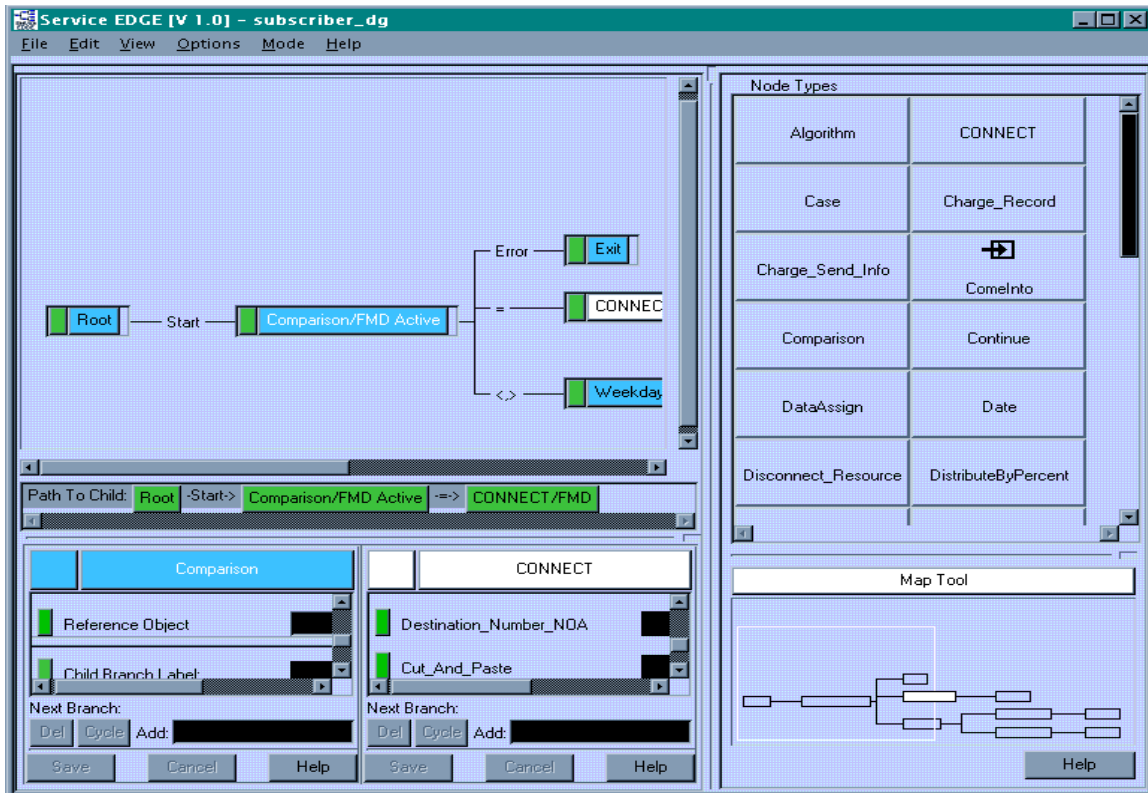 Service EDGE [V 1.0] – subscriber_dg
File Edit View Options Mode Help
Root
Start
Comparison/FMD Active
Error
Exit
=
CONNEC
<,>
Weekday
Path To Child: Root -Start-> Comparison/FMD Active -=-> CONNECT/FMD
Comparison
Reference Object
Child Branch Label:
Next Branch:
Del Cycle Add:
Save Cancel Help
CONNECT
Destination_Number_NOA
Cut_And_Paste
Next Branch:
Del Cycle Add:
Save Cancel Help
Node Types
Algorithm CONNECT
Case Charge_Record
Charge_Send_Info ComeInto
Comparison Continue
DataAssign Date
Disconnect_Resource DistributeByPercent
Map Tool
Help